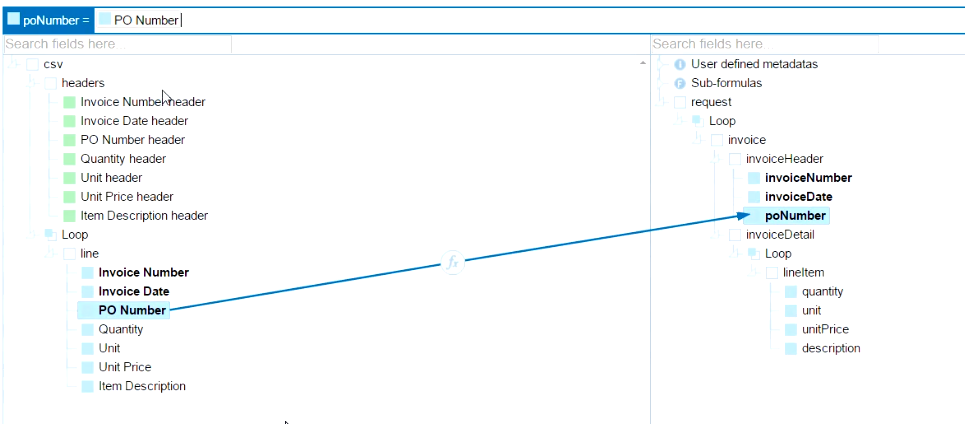 poNumber = PO Number
Search fields here...
csv
headers
Invoice Number header
Invoice Date header
PO Number header
Quantity header
Unit header
Unit Price header
Item Description header
Loop
line
Invoice Number
Invoice Date
PO Number
Quantity
Unit
Unit Price
Item Description
fx
Search fields here...
User defined metadatas
Sub-formulas
request
Loop
invoice
invoiceHeader
invoiceNumber
invoiceDate
poNumber
invoiceDetail
Loop
lineItem
quantity
unit
unitPrice
description